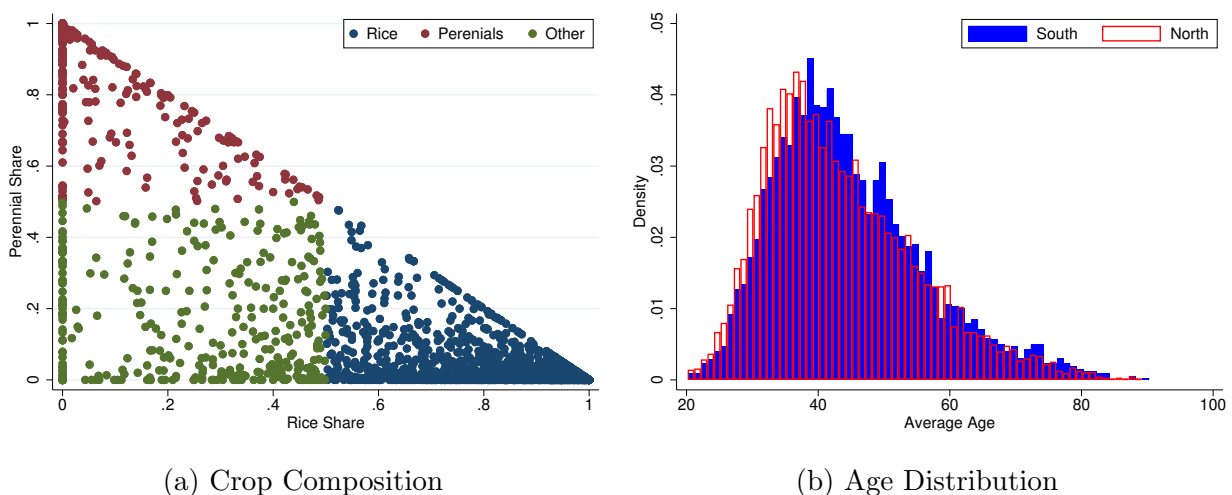 Rice Perenials Other
1
.8
.6
.4
.2
0
Perennial Share
0 .2 .4 .6 .8 1
Rice Share
(a) Crop Composition
South North
.05
.04
.03
.02
.01
0
Density
20 40 60 80 100
Average Age
(b) Age Distribution